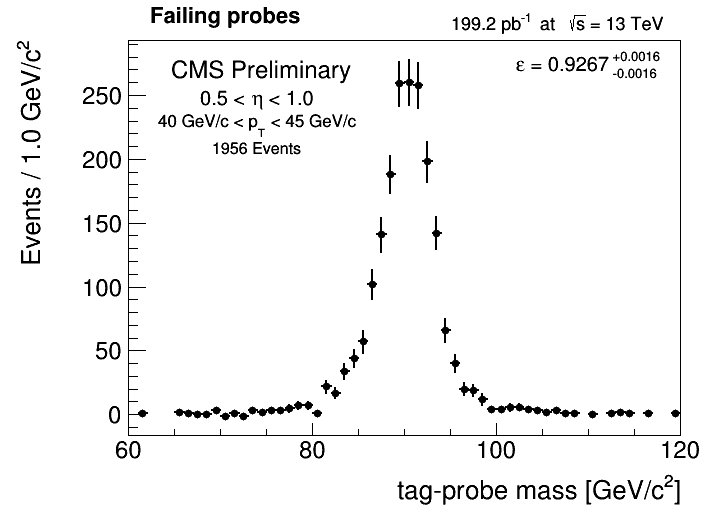 Failing probes
199.2 pb⁻¹ at √s = 13 TeV
CMS Preliminary
ε = 0.9267 +0.0016 -0.0016
0.5 < η < 1.0
40 GeV/c < p_T < 45 GeV/c
1956 Events
Events / 1.0 GeV/c²
250
200
150
100
50
0
60 80 100 120
tag-probe mass [GeV/c²]